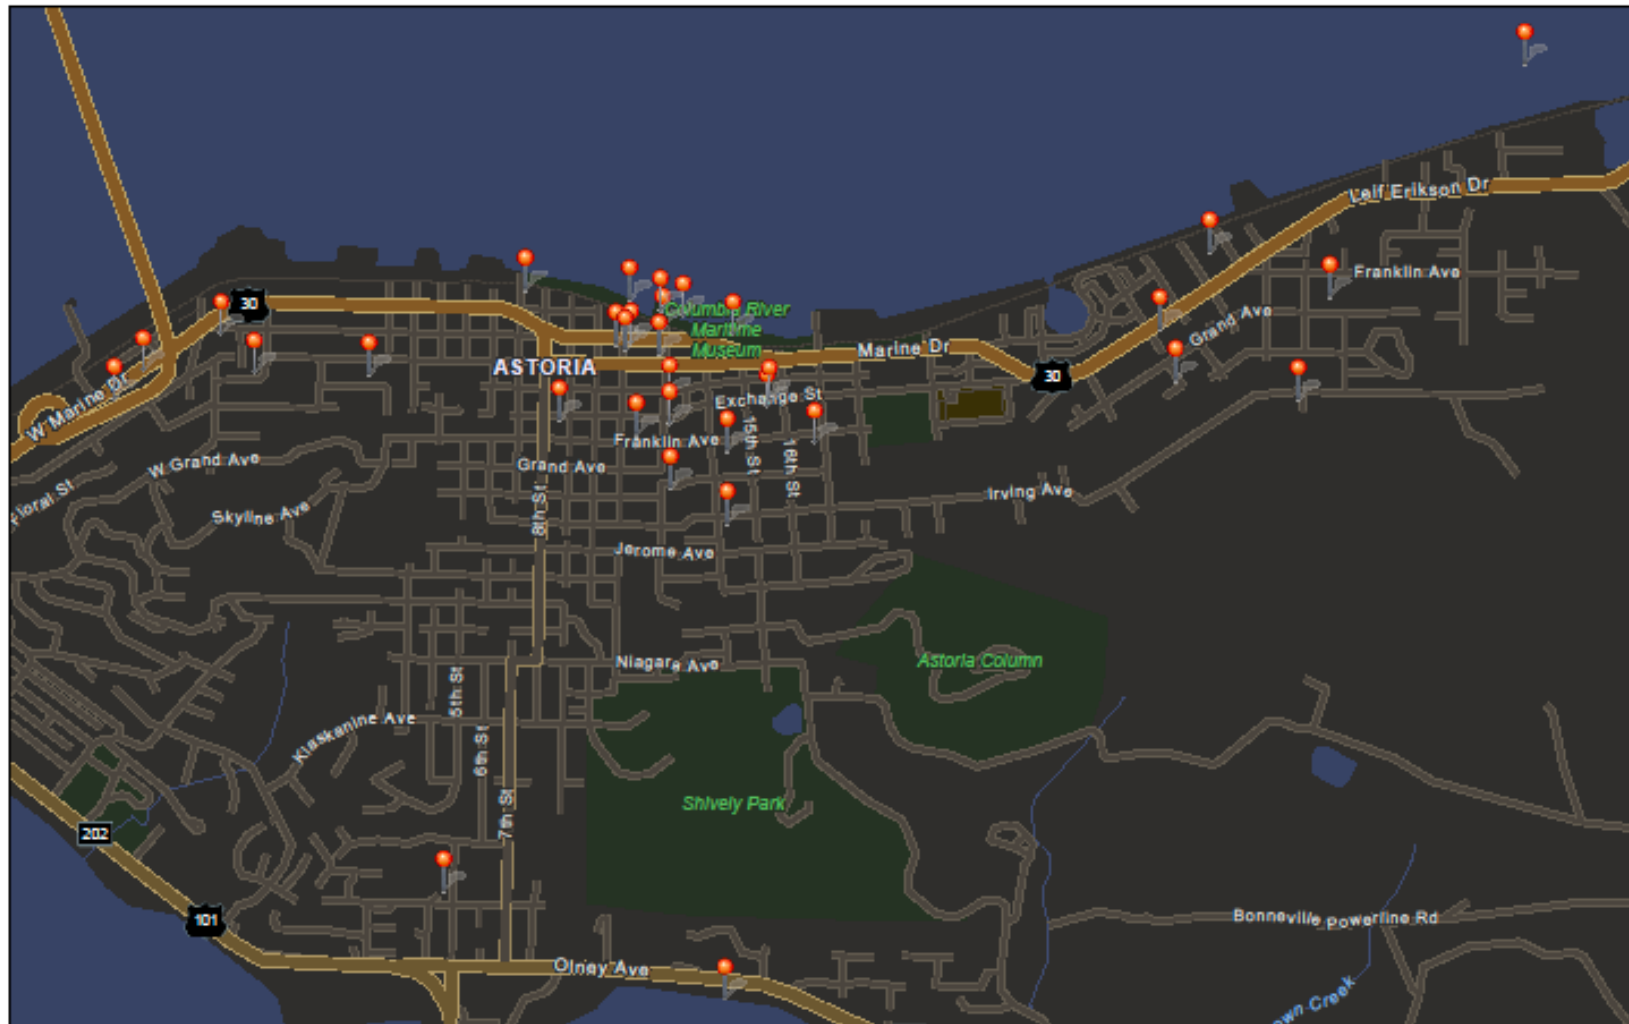 Leif Erikson Dr
Franklin Ave
30
Columbia River
Maritime
Museum
Grand Ave
Marine Dr
ASTORIA
30
W Marine Dr
Exchange St
Franklin Ave
15th St
16th St
W Grand Ave
Grand Ave
Floral St
Skyline Ave
8th St
Irving Ave
Jerome Ave
Niagara Ave
Astoria Column
5th St
Klaskanine Ave
6th St
7th St
Shively Park
202
101
Bonneville Powerline Rd
Olney Ave
Creek